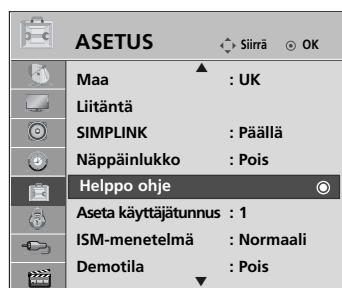 ASETUS Siirrä OK
Maa : UK
Liitäntä
SIMPLINK : Päällä
Näppäinlukko : Pois
Helppo ohje
Aseta käyttäjätunnus : 1
ISM-menetelmä : Normaali
Demotila : Pois